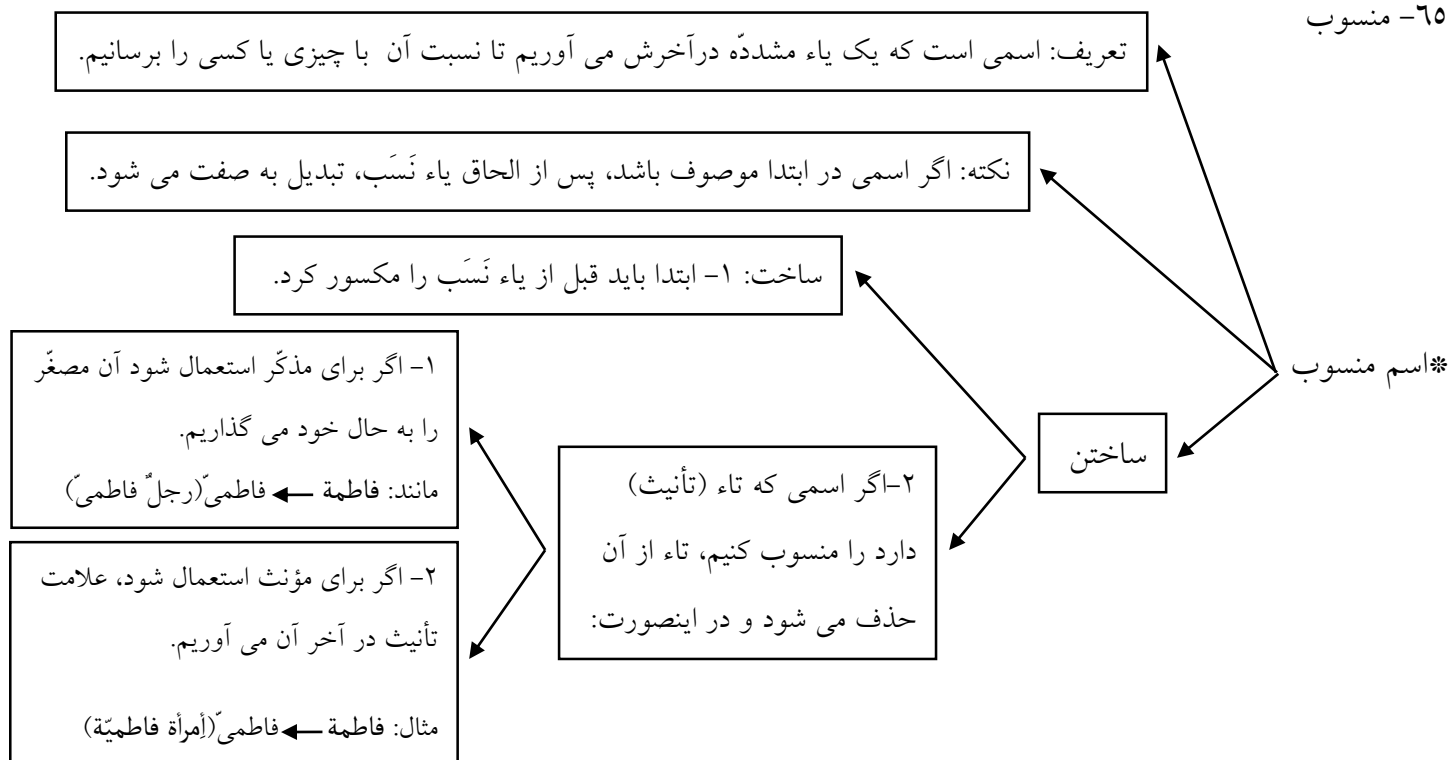 ٦٥- منسوب
تعریف: اسمی است که یک یاء مشددّه درآخرش می آوریم تا نسبت آن با چیزی یا کسی را برسانیم.
نکته: اگر اسمی در ابتدا موصوف باشد، پس از الحاق یاء نَسَب، تبدیل به صفت می شود.
ساخت: ۱- ابتدا باید قبل از یاء نَسَب را مکسور کرد.
*اسم منسوب
ساختن
۲-اگر اسمی که تاء (تأنیث)
دارد را منسوب کنیم، تاء از آن
حذف می شود و در اینصورت:
۱- اگر برای مذکّر استعمال شود آن مصغّر
را به حال خود می گذاریم.
مانند: فاطمة ← فاطمیّ(رجلٌ فاطمیّ)
۲- اگر برای مؤنث استعمال شود، علامت
تأنیث در آخر آن می آوریم.
مثال: فاطمة ← فاطمیّ(أِمرأة فاطمیّة)